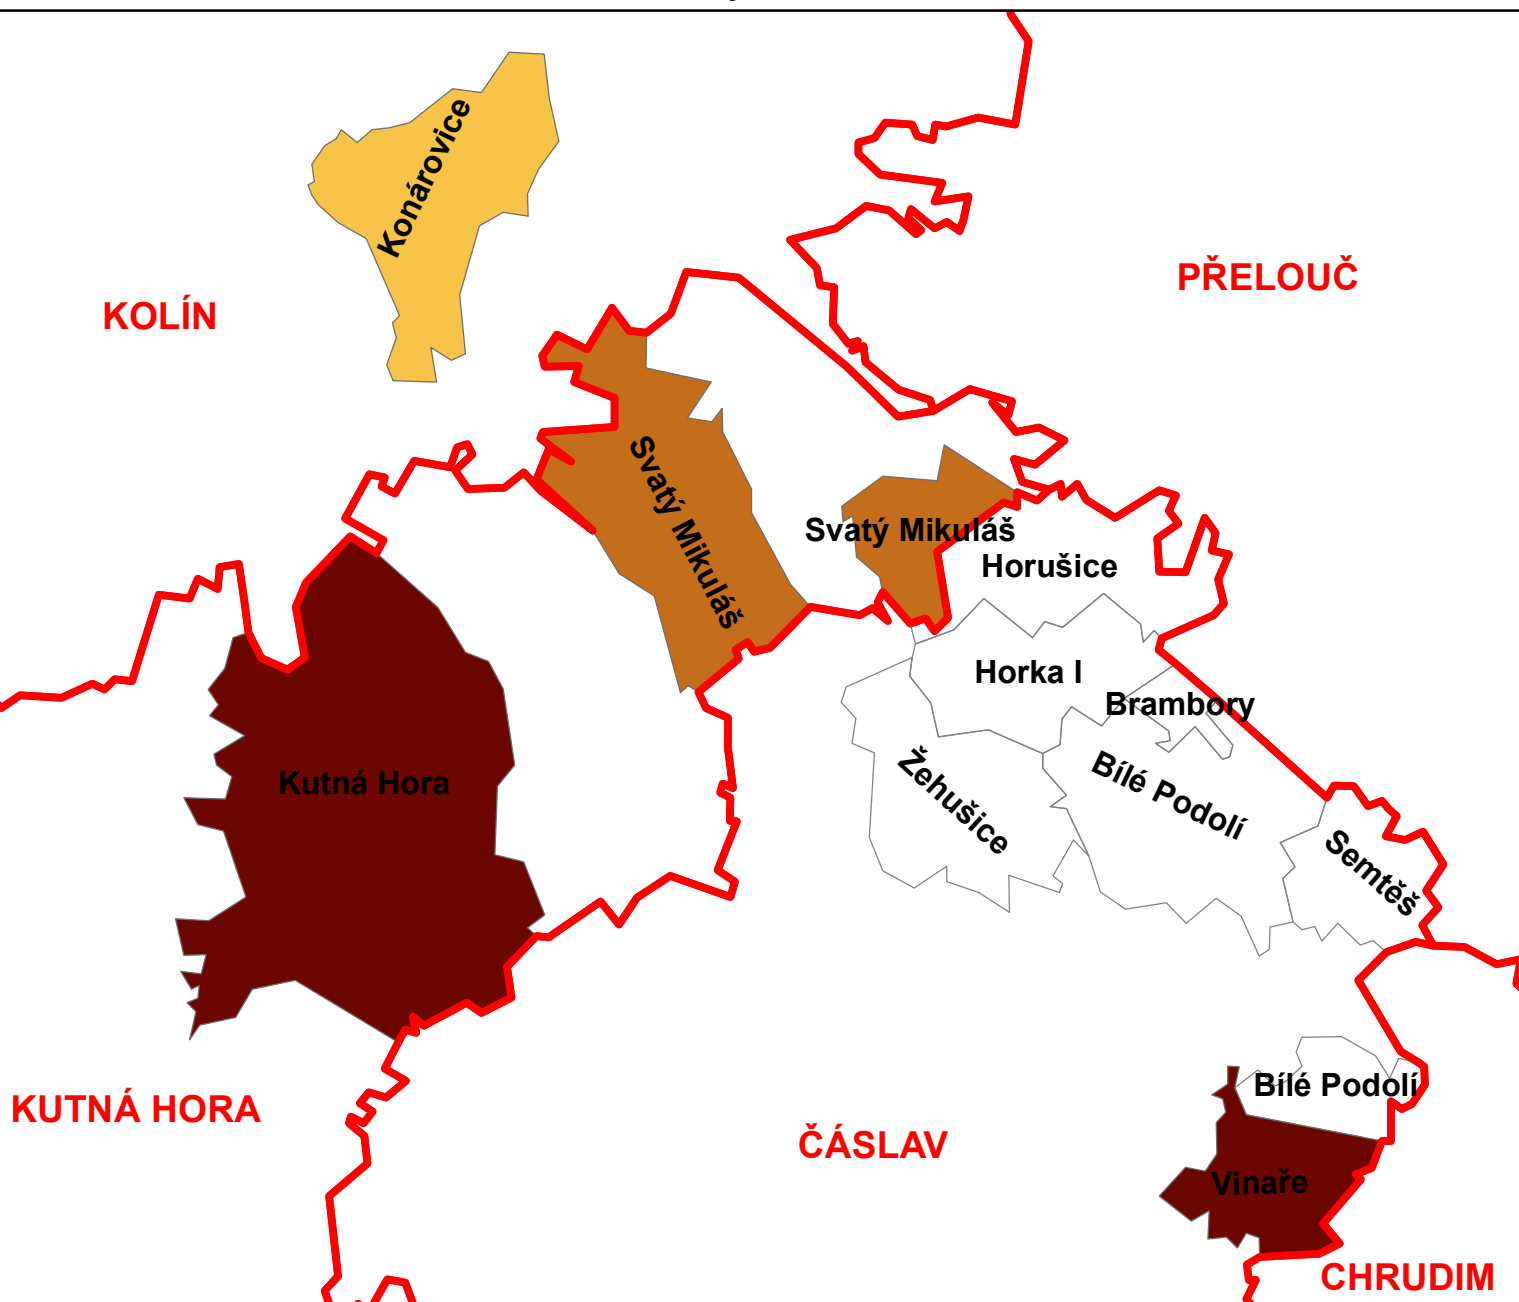 Konárovice
PŘELOUČ
KOLÍN
Svatý Mikuláš
Svatý Mikuláš
Horušice
Horka I
Brambory
Kutná Hora
Žehušice
Bílé Podolí
Semtěš
Bílé Podolí
KUTNÁ HORA
ČÁSLAV
Vinaře
CHRUDIM